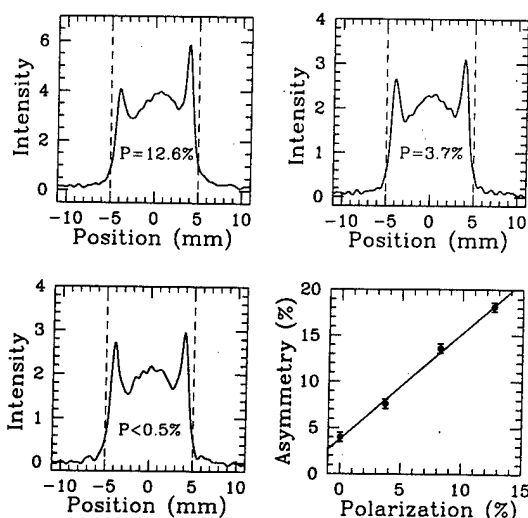 6
4
2
0
Intensity
P=12.6%
-10 -5 0 5 10
Position (mm)
4
3
2
1
0
Intensity
P=3.7%
-10 -5 0 5 10
Position (mm)
4
3
2
1
0
Intensity
P<0.5%
-10 -5 0 5 10
Position (mm)
20
15
10
5
0
Asymmetry (%)
0 5 10 15
Polarization (%)